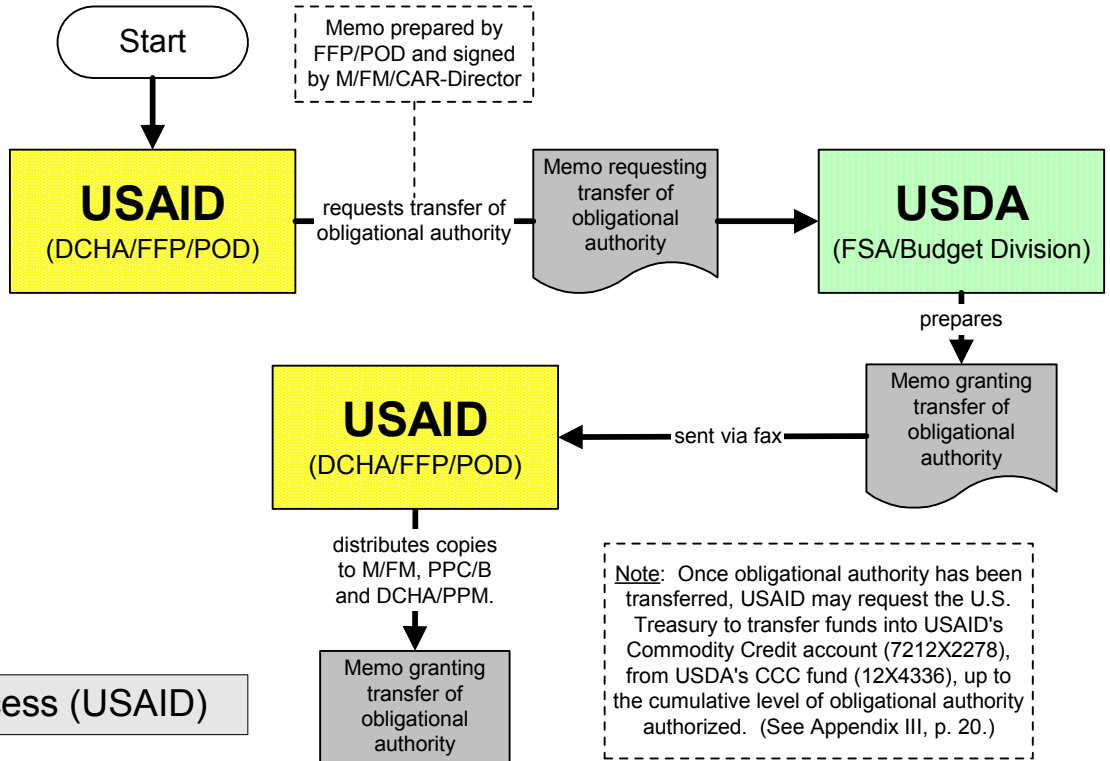 Start
Memo prepared by
FFP/POD and signed
by M/FM/CAR-Director
USAID
(DCHA/FFP/POD)
requests transfer of
obligational authority
Memo requesting
transfer of
obligational
authority
USDA
(FSA/Budget Division)
prepares
Memo granting
transfer of
obligational
authority
sent via fax
USAID
(DCHA/FFP/POD)
distributes copies
to M/FM, PPC/B
and DCHA/PPM.
Memo granting
transfer of
obligational
authority
Note: Once obligational authority has been
transferred, USAID may request the U.S.
Treasury to transfer funds into USAID's
Commodity Credit account (7212X2278),
from USDA's CCC fund (12X4336), up to
the cumulative level of obligational authority
authorized. (See Appendix III, p. 20.)
ess (USAID)